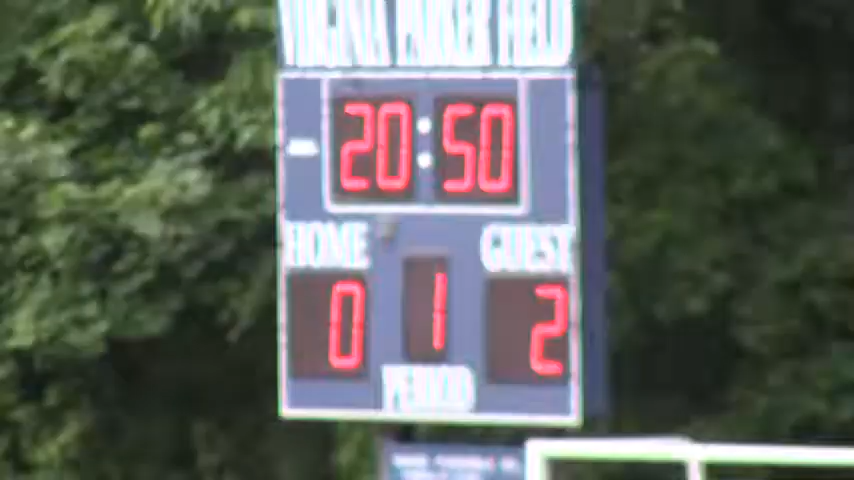 VIRGINIA PARKER FIELD
20:50
HOME GUEST
0 1 2
PERIOD